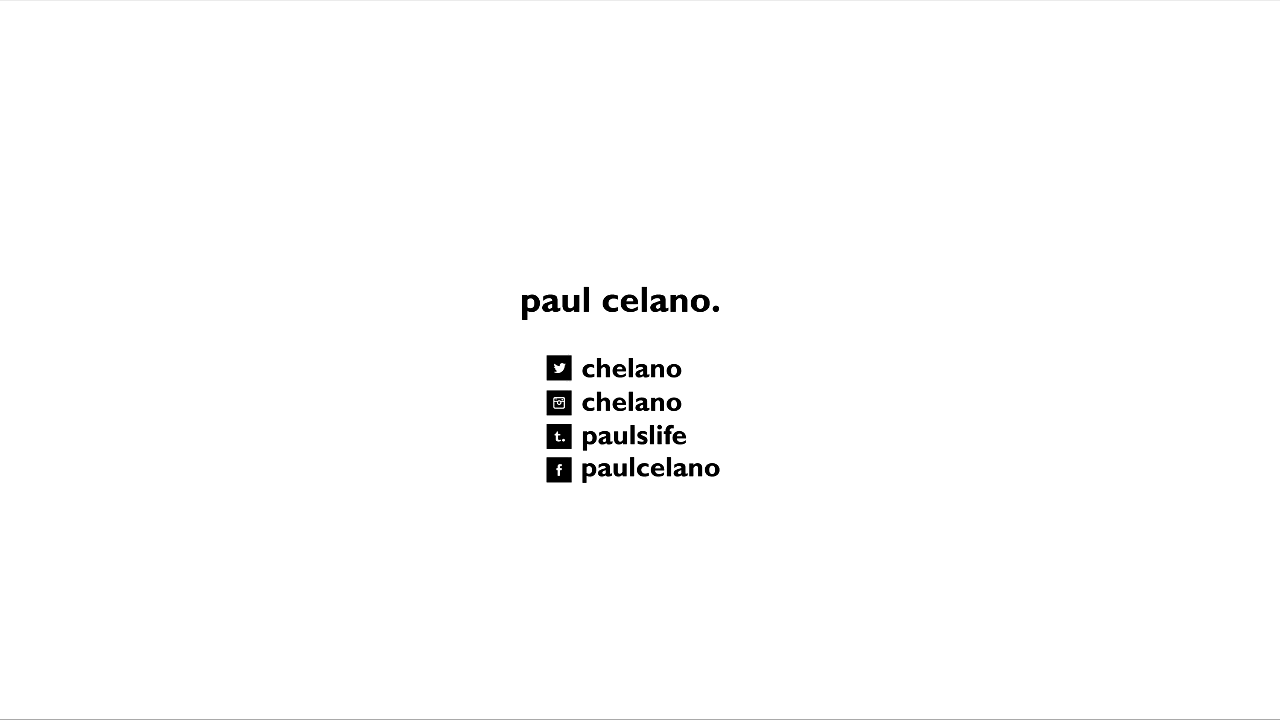 paul celano.
chelano
chelano
t. paulslife
f paulcelano